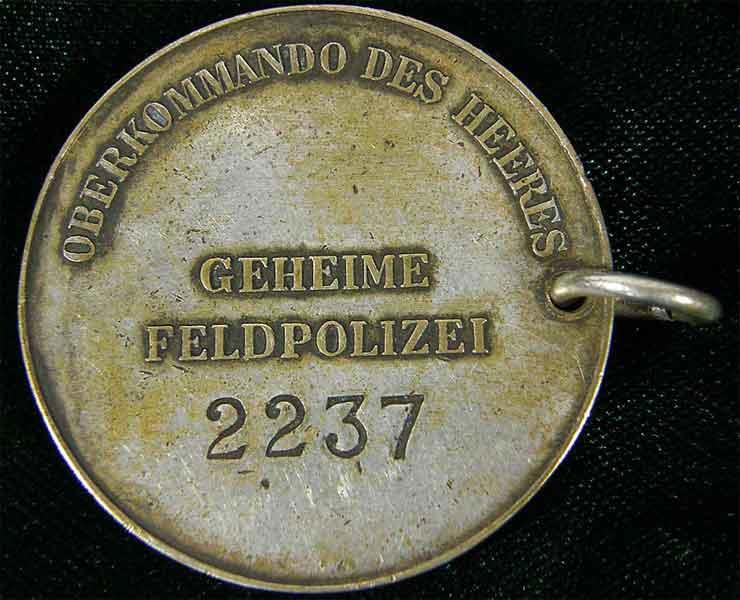 OBERKOMMANDO DES HEERES
GEHEIME
FELDPOLIZEI
2237